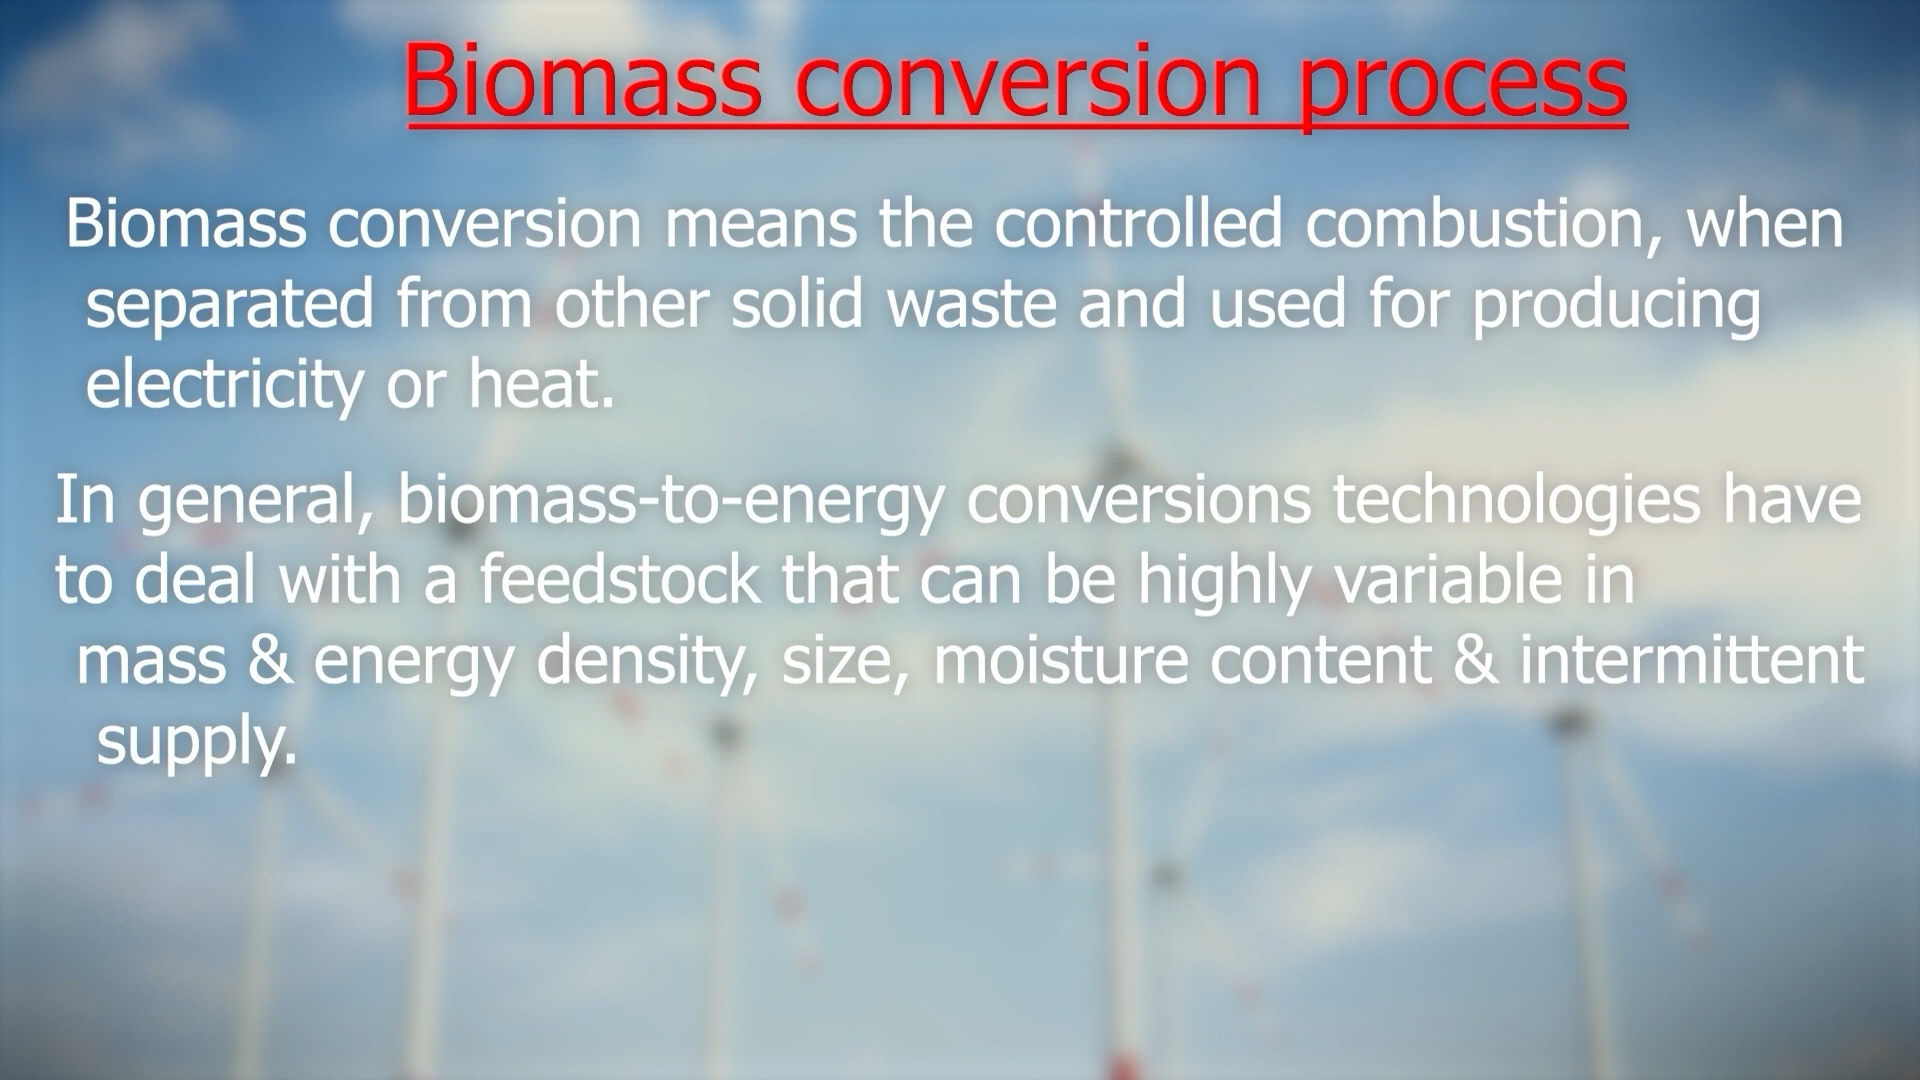 Biomass conversion process
Biomass conversion means the controlled combustion, when
separated from other solid waste and used for producing
electricity or heat.
In general, biomass-to-energy conversions technologies have
to deal with a feedstock that can be highly variable in
mass & energy density, size, moisture content & intermittent
supply.